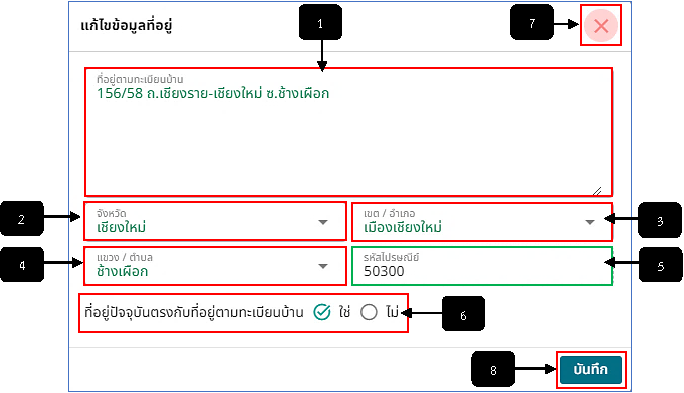 1
7
แก้ไขข้อมูลที่อยู่
ที่อยู่ตามทะเบียนบ้าน
156/58 ถ.เชียงราย-เชียงใหม่ ซ.ช้างเผือก
2
จังหวัด
เชียงใหม่
เขต / อำเภอ
เมืองเชียงใหม่
3
4
แขวง / ตำบล
ช้างเผือก
รหัสไปรษณีย์
50300
5
ที่อยู่ปัจจุบันตรงกับที่อยู่ตามทะเบียนบ้าน ใช่ ไม่
6
8
บันทึก